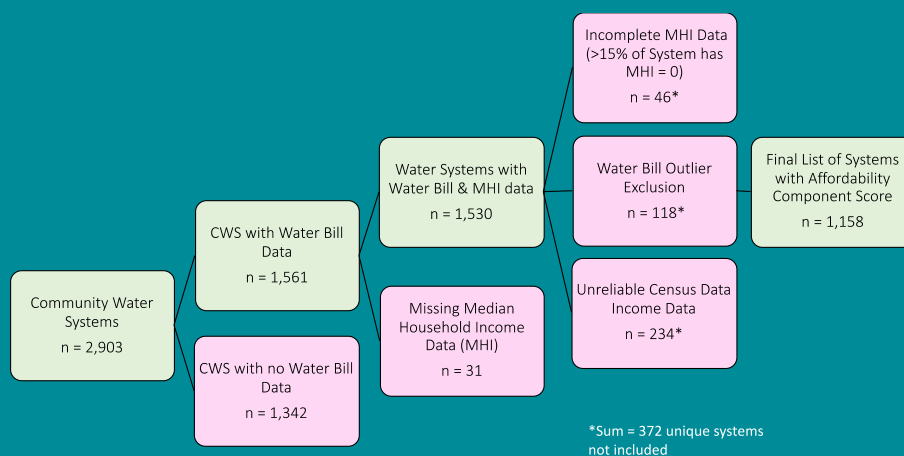 Community Water
Systems
n = 2,903
CWS with Water Bill
Data
n = 1,561
CWS with no Water Bill
Data
n = 1,342
Water Systems with
Water Bill & MHI data
n = 1,530
Missing Median
Household Income
Data (MHI)
n = 31
Incomplete MHI Data
(>15% of System has
MHI = 0)
n = 46*
Water Bill Outlier
Exclusion
n = 118*
Unreliable Census Data
Income Data
n = 234*
Final List of Systems
with Affordability
Component Score
n = 1,158
*Sum = 372 unique systems
not included